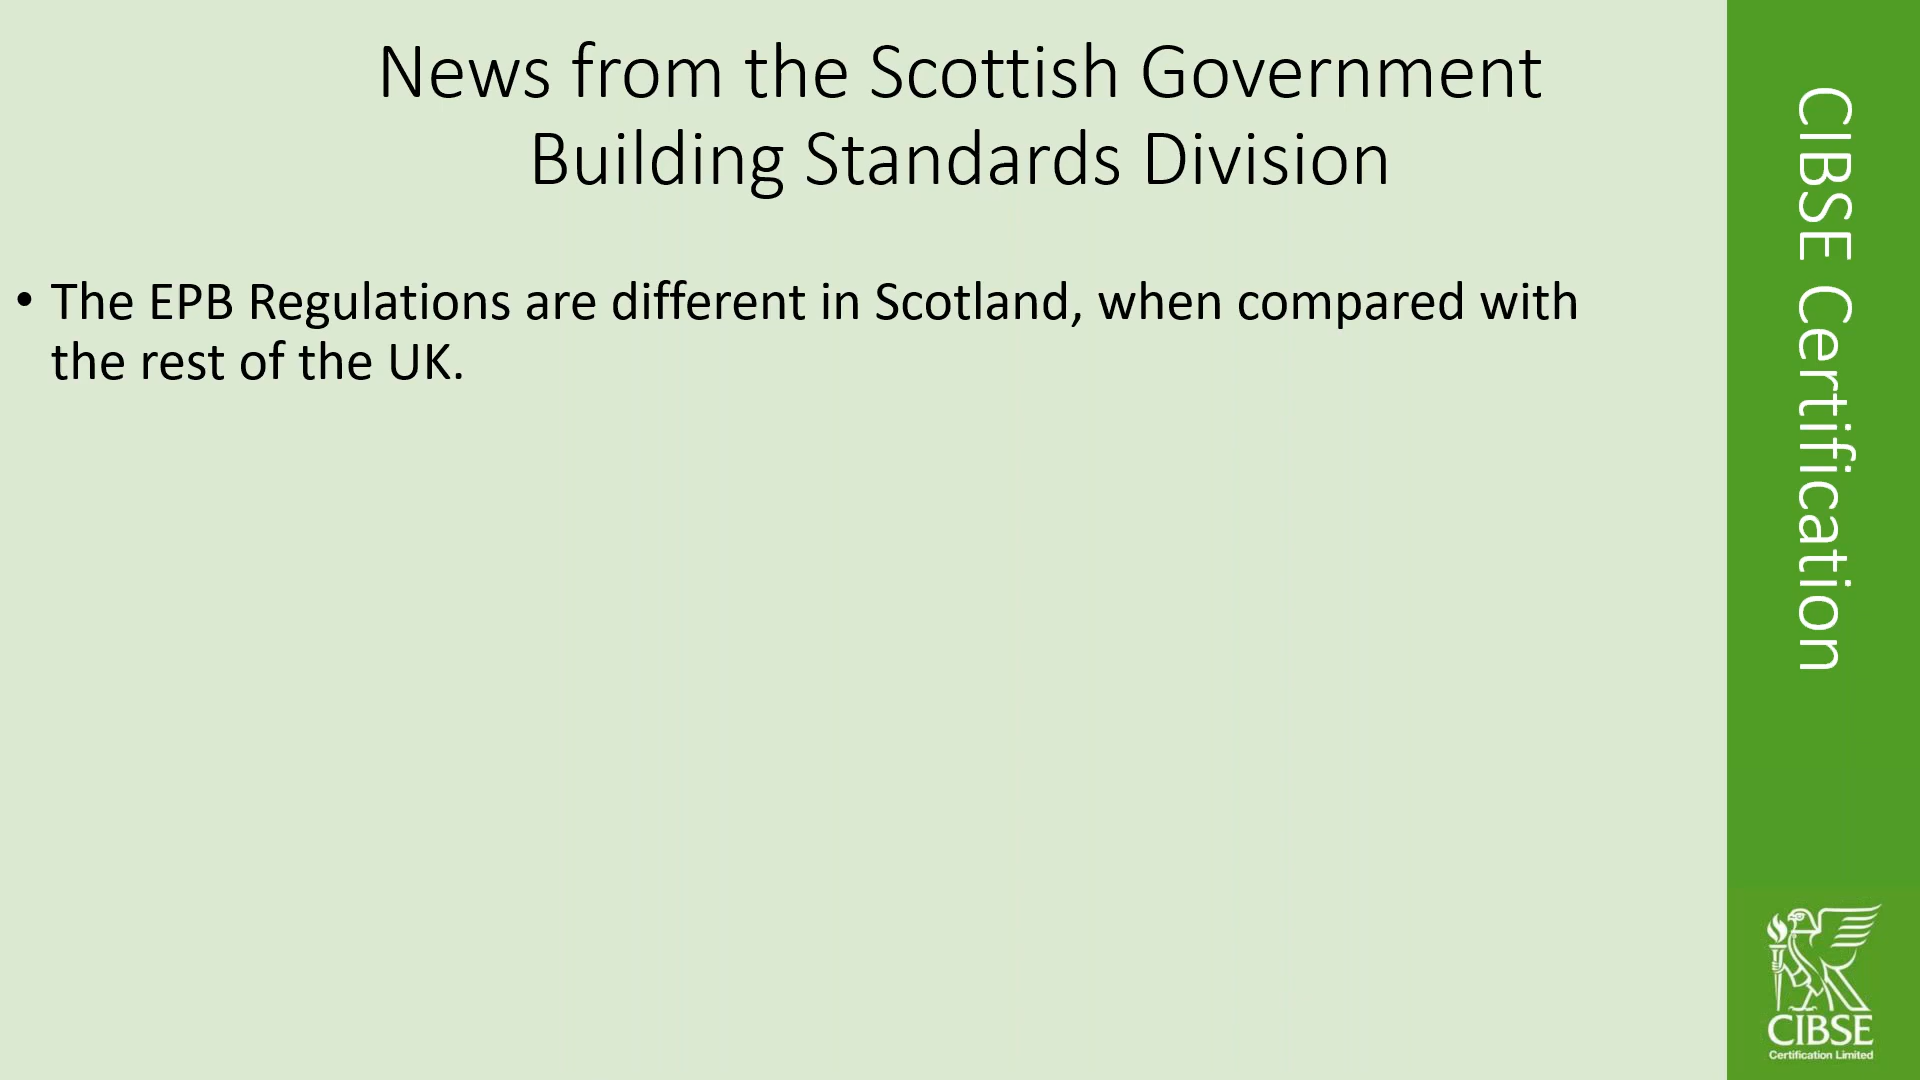 News from the Scottish Government
Building Standards Division
• The EPB Regulations are different in Scotland, when compared with
the rest of the UK.
CIBSE Certification
CIBSE
Certification Limited